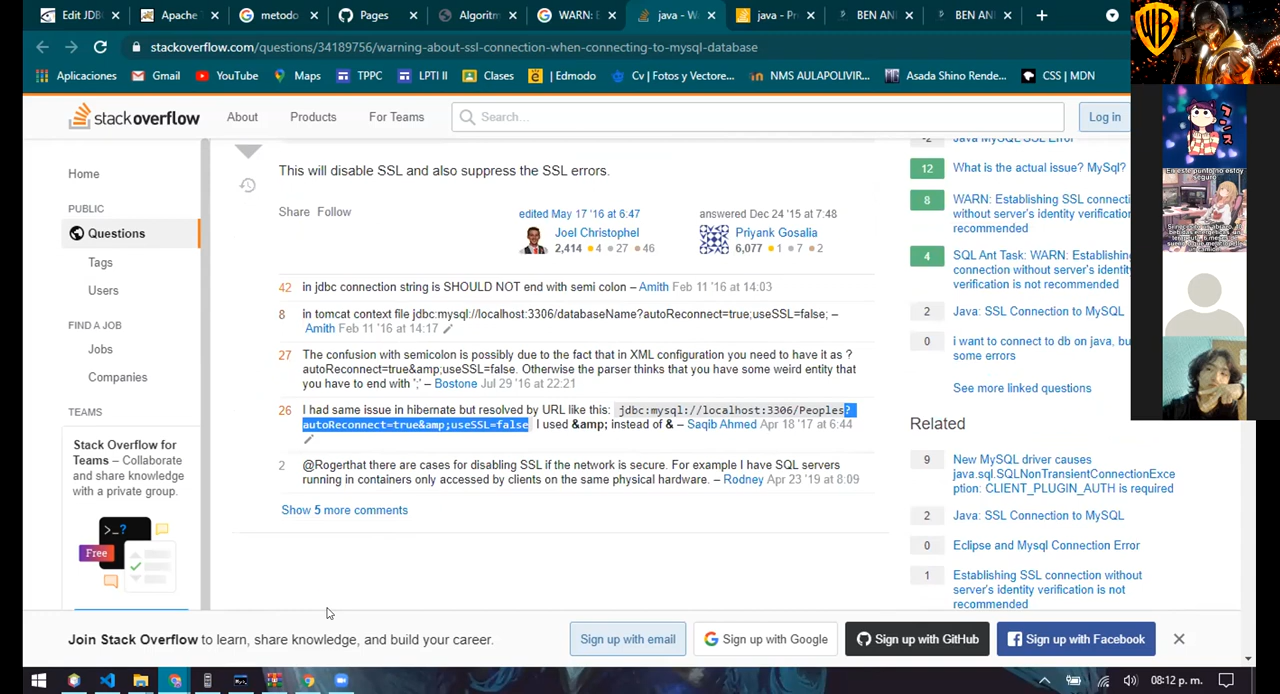 Edit JDB
Apache T
metodo
Pages
Algoritm
WARN: E
java - W
java - Pr
BEN AN
BEN AN
stackoverflow.com/questions/34189756/warning-about-ssl-connection-when-connecting-to-mysql-database
Aplicaciones
Gmail
YouTube
Maps
TPPC
LPTI II
Clases
Edmodo
Cv | Fotos y Vectore...
NMS AULAPOLIVIR...
Asada Shino Rende...
CSS | MDN
WB
stackoverflow
About
Products
For Teams
Search...
Log in
Home
PUBLIC
Questions
Tags
Users
FIND A JOB
Jobs
Companies
TEAMS
Stack Overflow for
Teams – Collaborate
and share knowledge
with a private group.
>_?
Free
This will disable SSL and also suppress the SSL errors.
Share Follow
edited May 17 '16 at 6:47
Joel Christophel
2,414 4 27 46
answered Dec 24 '15 at 7:48
Priyank Gosalia
6,077 1 7 2
42 in jdbc connection string is SHOULD NOT end with semi colon – Amith Feb 11 '16 at 14:03
8 in tomcat context file jdbc:mysql://localhost:3306/databaseName?autoReconnect=true;useSSL=false; –
Amith Feb 11 '16 at 14:17
27 The confusion with semicolon is possibly due to the fact that in XML configuration you need to have it as ?
autoReconnect=true&amp;useSSL=false. Otherwise the parser thinks that you have some weird entity that
you have to end with ';' – Bostone Jul 29 '16 at 22:21
26 I had same issue in hibernate but resolved by URL like this: jdbc:mysql://localhost:3306/Peoples?
autoReconnect=true&amp;useSSL=false I used &amp; instead of & – Saqib Ahmed Apr 18 '17 at 6:44
2 @Rogerthat there are cases for disabling SSL if the network is secure. For example I have SQL servers
running in containers only accessed by clients on the same physical hardware. – Rodney Apr 23 '19 at 8:09
Show 5 more comments
-2 Java MySQL SSL Error
12 What is the actual issue? MySql?
8 WARN: Establishing SSL connecti
without server's identity verification
recommended
4 SQL Ant Task: WARN: Establishing
connection without server's identity
verification is not recommended
2 Java: SSL Connection to MySQL
0 i want to connect to db on java, bu
some errors
See more linked questions
Related
9 New MySQL driver causes
java.sql.SQLNonTransientConnectionExce
ption: CLIENT_PLUGIN_AUTH is required
2 Java: SSL Connection to MySQL
0 Eclipse and Mysql Connection Error
1 Establishing SSL connection without
server's identity verification is not
recommended
Join Stack Overflow to learn, share knowledge, and build your career.
Sign up with email
Sign up with Google
Sign up with GitHub
Sign up with Facebook
08:12 p. m.